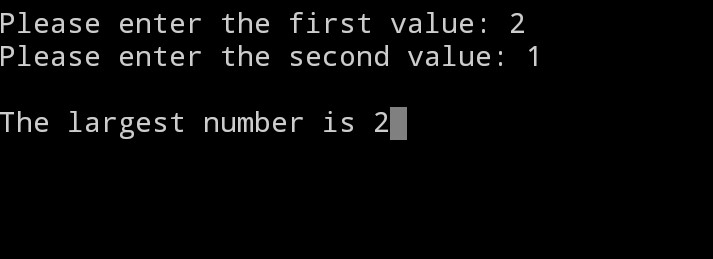 Please enter the first value: 2
Please enter the second value: 1
The largest number is 2